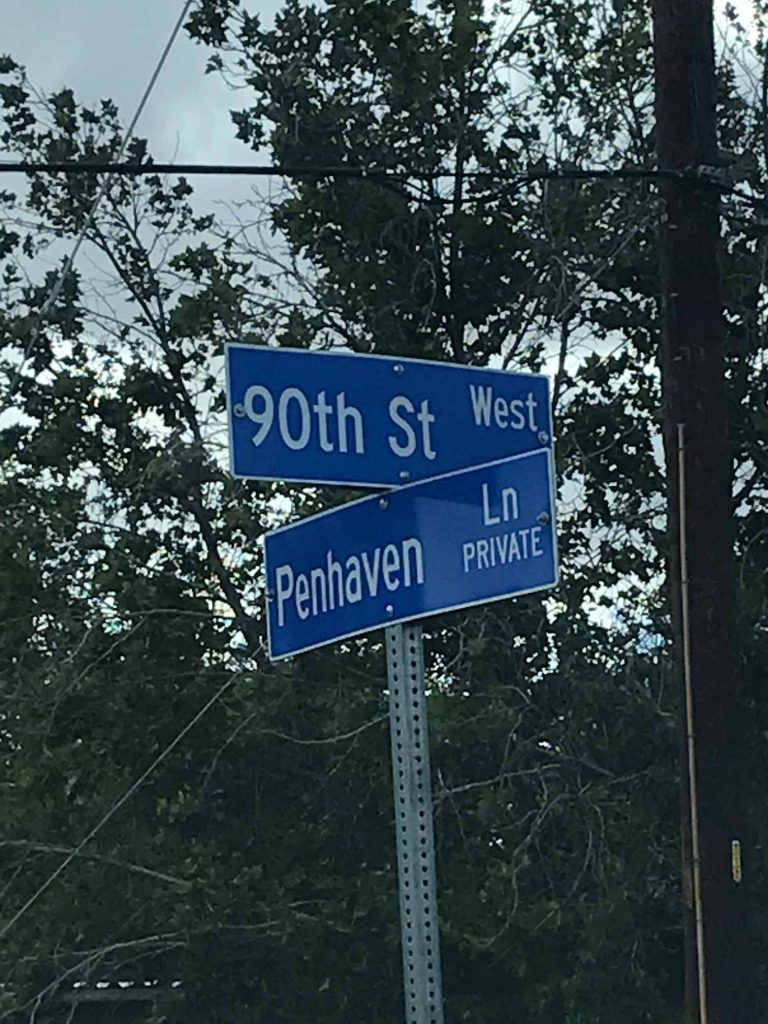 90th St West
Penhaven Ln
PRIVATE